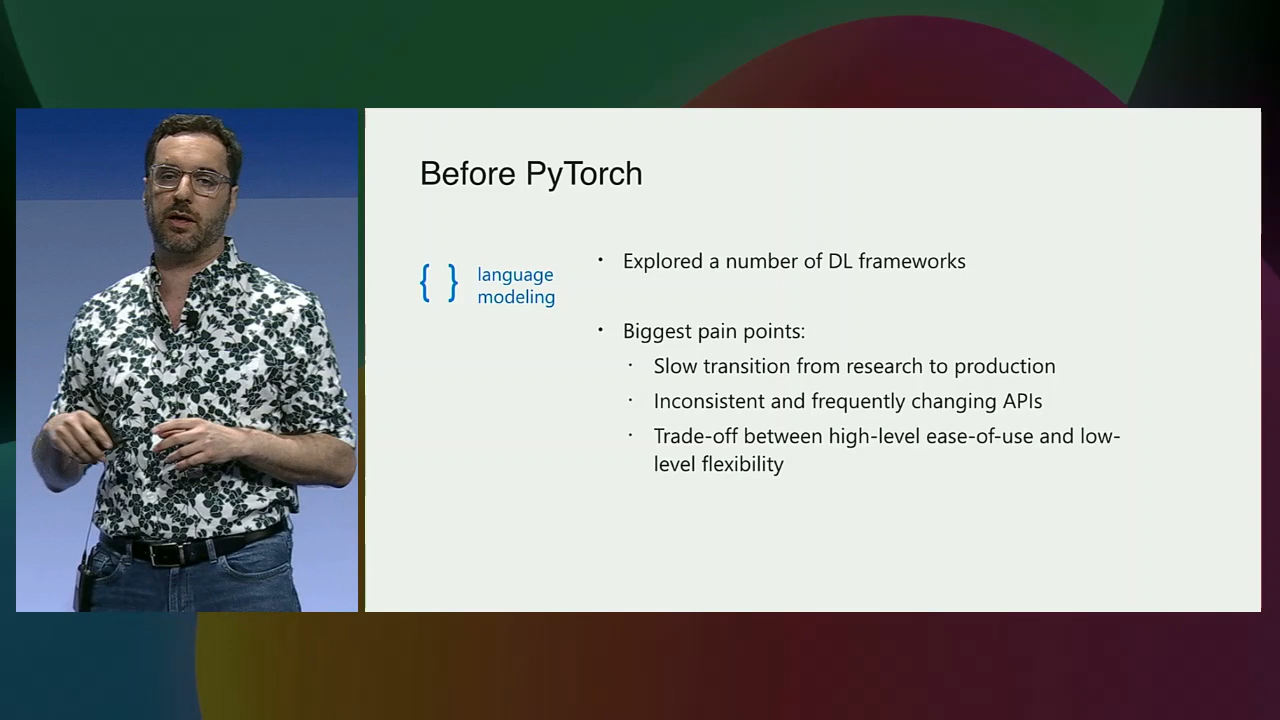 Before PyTorch
{ } language
modeling
• Explored a number of DL frameworks
• Biggest pain points:
• Slow transition from research to production
• Inconsistent and frequently changing APIs
• Trade-off between high-level ease-of-use and low-
level flexibility